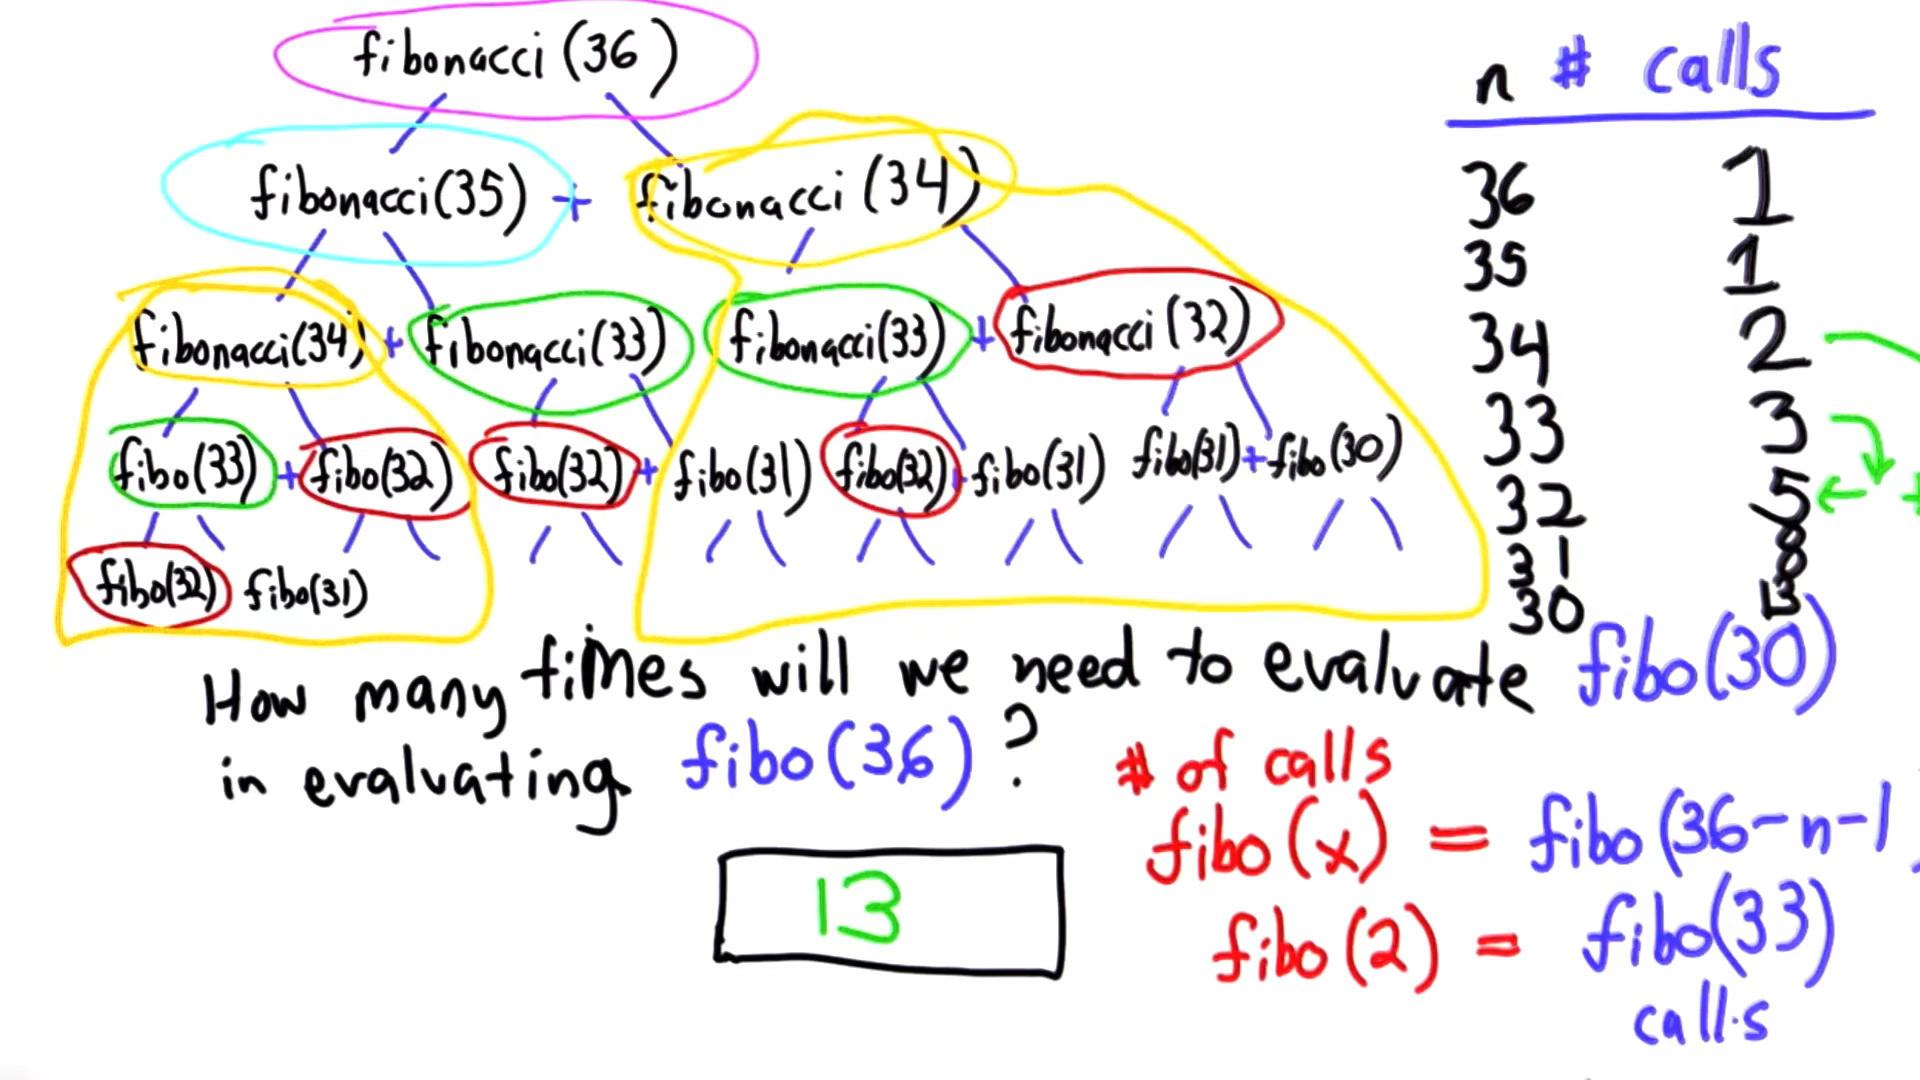 fibonacci (36)
n # calls
fibonacci(35) + fibonacci (34)
36 1
35 1
fibonacci(34) + fibonacci(33) fibonacci(33) + fibonacci (32)
34 2
33 3
fibo(33) + fibo(32) fibo(32) + fibo(31) fibo(32) + fibo(31) fibo(31) + fibo(30)
32 5
31 8
fibo(32) fibo(31)
30 13
How many times will we need to evaluate fibo(30)
in evaluating fibo(36)?
# of calls
fibo(x) = fibo(36-n-1
13
fibo(2) = fibo(33)
calls